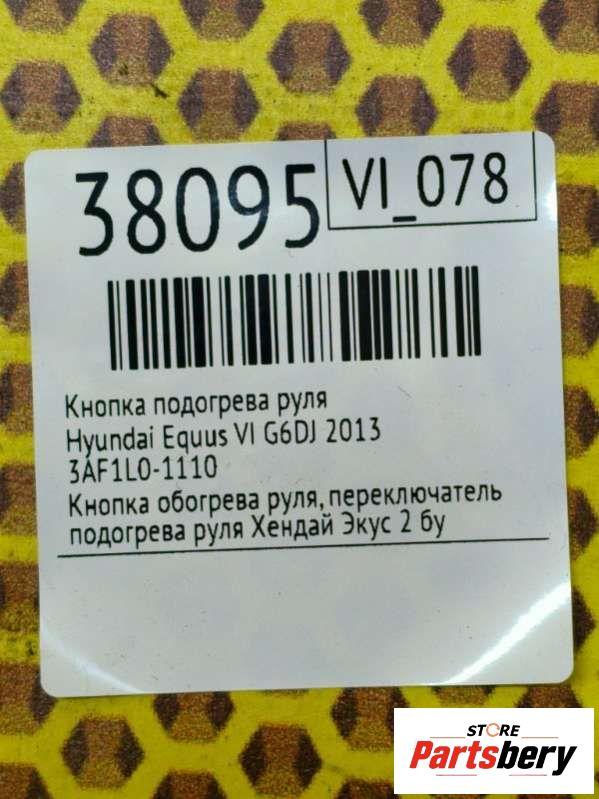 38095
VI_078
Кнопка подогрева руля
Hyundai Equus VI G6DJ 2013
3AF1L0-1110
Кнопка обогрева руля, переключатель
подогрева руля Хендай Экус 2 бу
STORE
Partsbery